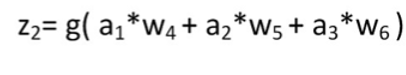 z₂= g( a₁*w₄ + a₂*w₅ + a₃*w₆ )